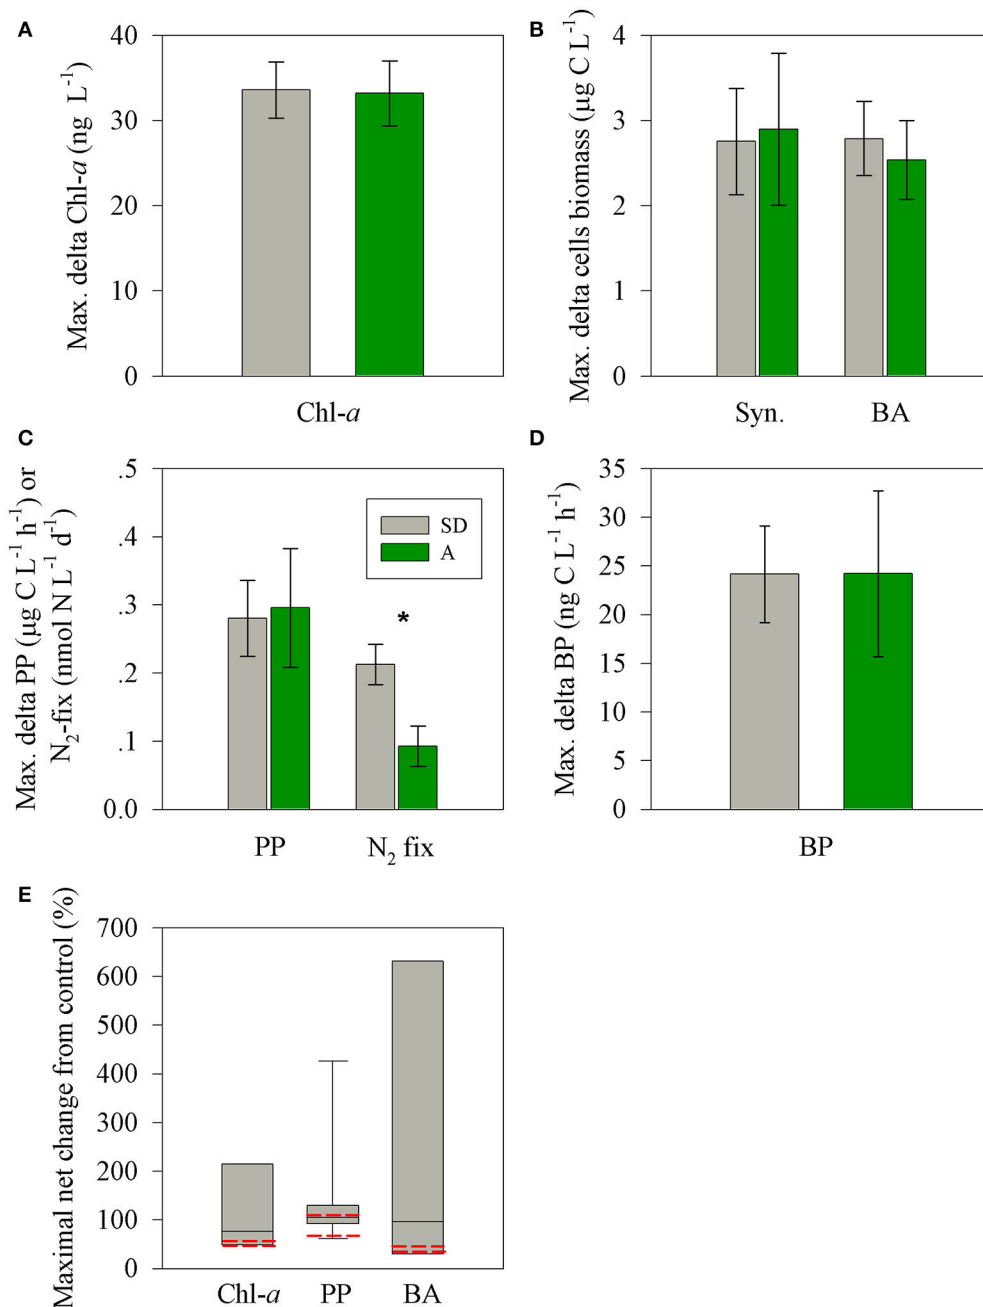 A
Max. delta Chl-a (ng L⁻¹)
40
30
20
10
0
Chl-a
B
Max. delta cells biomass (µg C L⁻¹)
4
3
2
1
0
Syn.
BA
C
Max. delta PP (µg C L⁻¹ h⁻¹) or
N₂-fix (nmol N L⁻¹ d⁻¹)
.5
.4
.3
.2
.1
0.0
SD
A
*
PP
N₂ fix
D
Max. delta BP (ng C L⁻¹ h⁻¹)
35
30
25
20
15
10
5
0
BP
E
Maximal net change from control (%)
700
600
500
400
300
200
100
0
Chl-a
PP
BA